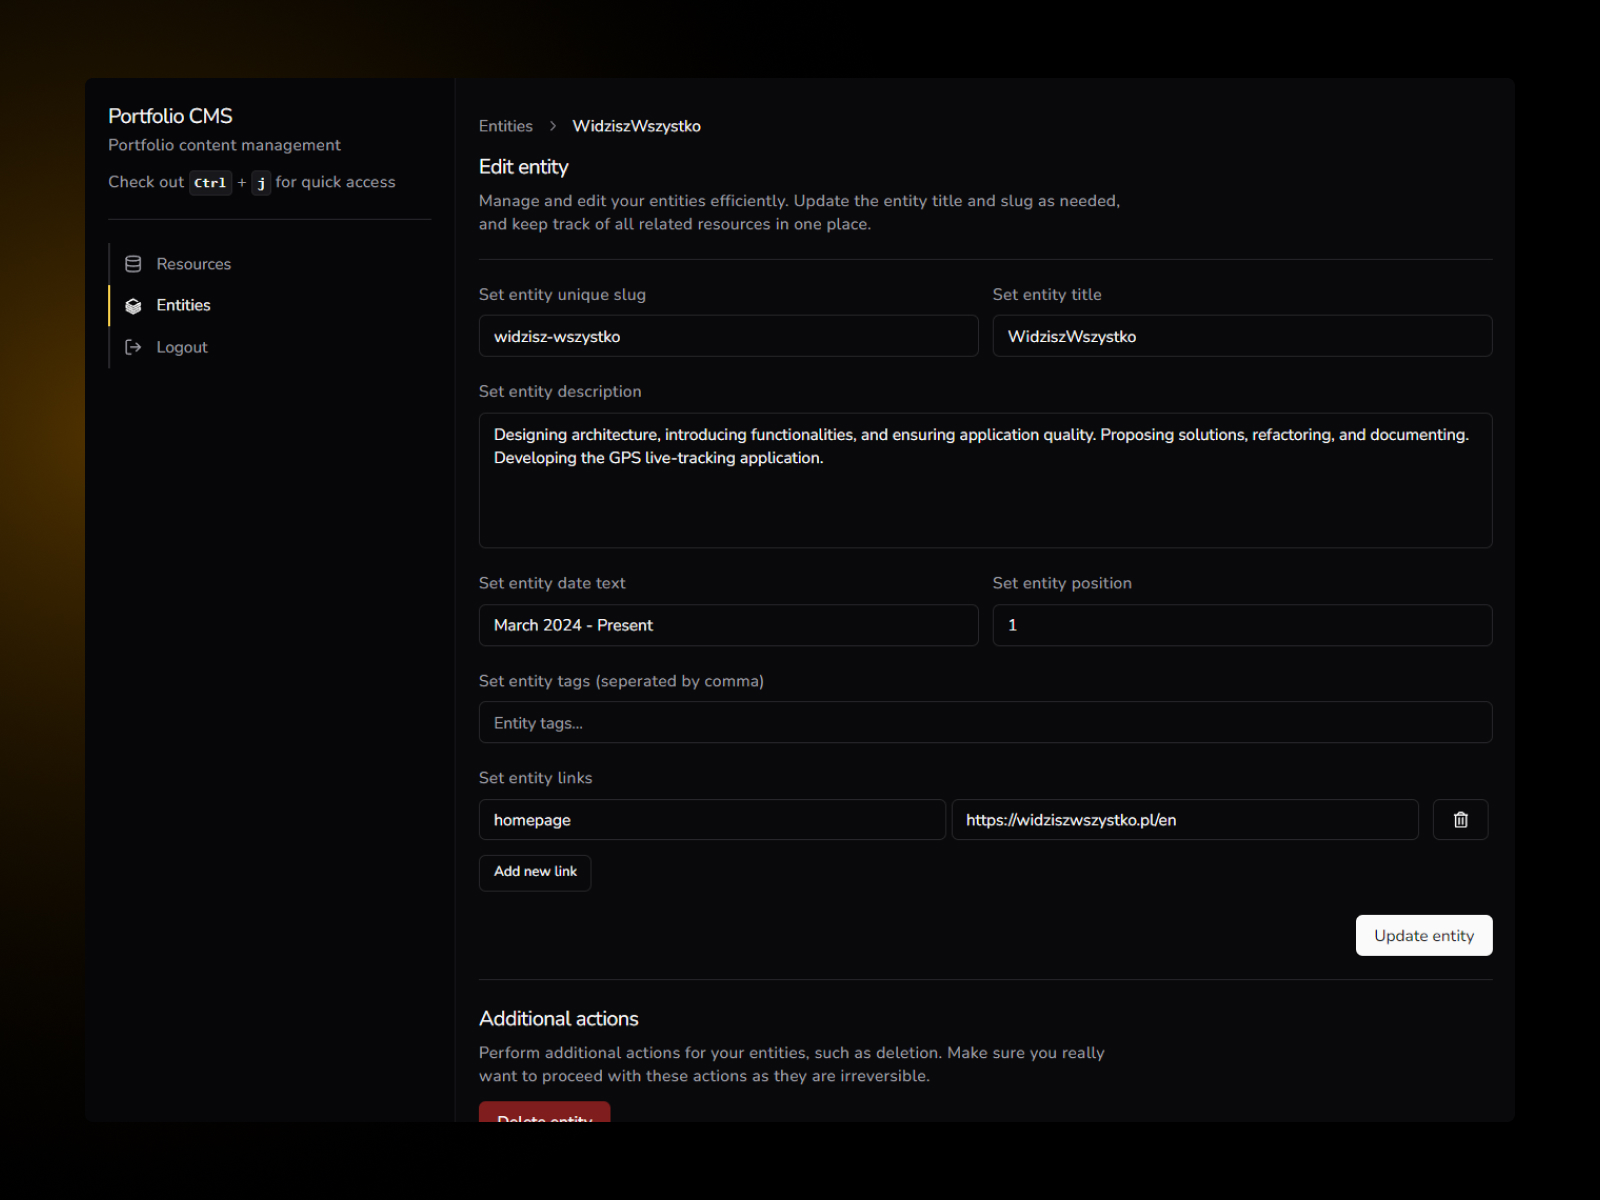 Portfolio CMS
Portfolio content management
Check out Ctrl + j for quick access
Resources
Entities
Logout
Entities > WidziszWszystko
Edit entity
Manage and edit your entities efficiently. Update the entity title and slug as needed,
and keep track of all related resources in one place.
Set entity unique slug
widzisz-wszystko
Set entity title
WidziszWszystko
Set entity description
Designing architecture, introducing functionalities, and ensuring application quality. Proposing solutions, refactoring, and documenting.
Developing the GPS live-tracking application.
Set entity date text
March 2024 - Present
Set entity position
1
Set entity tags (seperated by comma)
Entity tags...
Set entity links
homepage
https://widziszwszystko.pl/en
Add new link
Update entity
Additional actions
Perform additional actions for your entities, such as deletion. Make sure you really
want to proceed with these actions as they are irreversible.
Delete entity